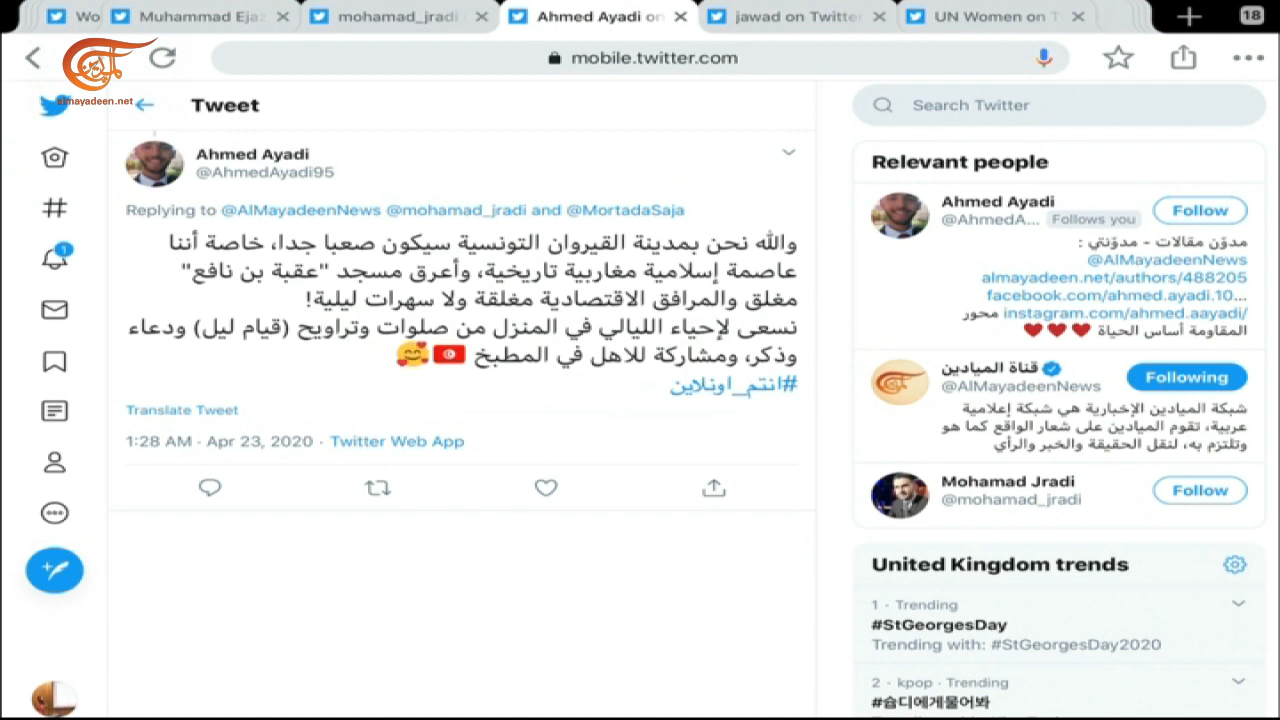 Wo
Muhammad Ejaz
mohamad_jradi
Ahmed Ayadi on
jawad on Twitter
UN Women on T
18
mobile.twitter.com
الميادين
almayadeen.net
Tweet
Search Twitter
Ahmed Ayadi
@AhmedAyadi95
Replying to @AlMayadeenNews @mohamad_jradi and @MortadaSaja
والله نحن بمدينة القيروان التونسية سيكون صعبا جدا، خاصة أننا
عاصمة إسلامية مغاربية تاريخية، وأعرق مسجد "عقبة بن نافع"
مغلق والمرافق الاقتصادية مغلقة ولا سهرات ليلية!
نسعى لإحياء الليالي في المنزل من صلوات وتراويح (قيام ليل) ودعاء
وذكر، ومشاركة للاهل في المطبخ 🇹🇳🥰
#انتم_اونلاين
Translate Tweet
1:28 AM · Apr 23, 2020 · Twitter Web App
1
Relevant people
Ahmed Ayadi
@AhmedA... Follows you
Follow
مدوّن مقالات - مدوّنتي :
@AlMayadeenNews
almayadeen.net/authors/488205
facebook.com/ahmed.ayadi.10...
instagram.com/ahmed.aayadi/ محور
المقاومة أساس الحياة ❤❤❤
قناة الميادين
@AlMayadeenNews
Following
شبكة الميادين الإخبارية هي شبكة إعلامية
عربية، تقوم الميادين على شعار الواقع كما هو
وتلتزم به، لنقل الحقيقة والخبر والرأي
Mohamad Jradi
@mohamad_jradi
Follow
United Kingdom trends
1 · Trending
#StGeorgesDay
Trending with: #StGeorgesDay2020
2 · kpop · Trending
#숨디에게물어봐